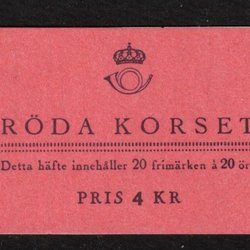 RÖDA KORSET
Detta häfte innehåller 20 frimärken à 20 ör
PRIS 4 KR